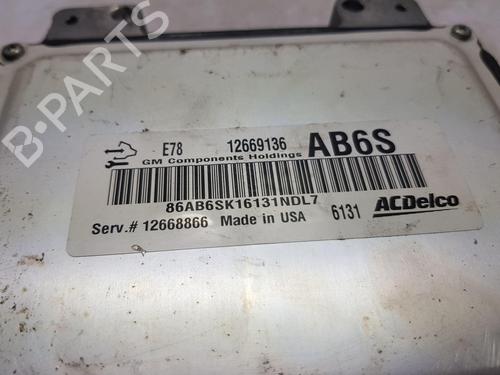 E78 12669136 AB6S
GM Components Holdings
86AB6SK16131NDL7
Serv.# 12668866 Made in USA 6131 ACDelco
B-PARTS